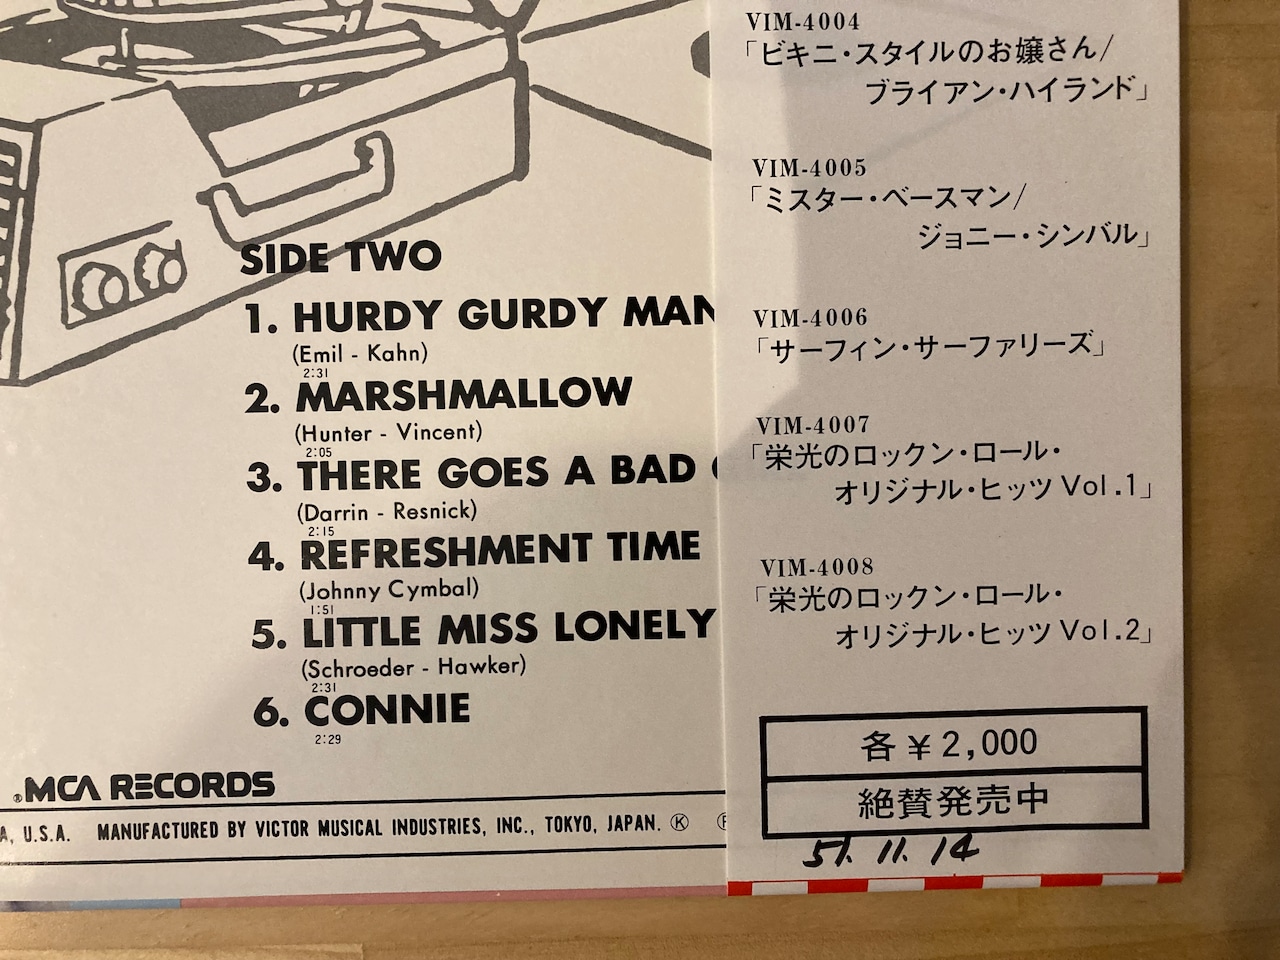 SIDE TWO
1. HURDY GURDY MAN
(Emil - Kahn)
2:31
2. MARSHMALLOW
(Hunter - Vincent)
2:05
3. THERE GOES A BAD
(Darrin - Resnick)
2:15
4. REFRESHMENT TIME
(Johnny Cymbal)
1:51
5. LITTLE MISS LONELY
(Schroeder - Hawker)
2:31
6. CONNIE
2:29
®MCA RECORDS
A, U.S.A. MANUFACTURED BY VICTOR MUSICAL INDUSTRIES, INC., TOKYO, JAPAN. Ⓚ
VIM-4004
「ビキニ・スタイルのお嬢さん/
ブライアン・ハイランド」
VIM-4005
「ミスター・ベースマン/
ジョニー・シンバル」
VIM-4006
「サーフィン・サーファリーズ」
VIM-4007
「栄光のロックン・ロール・
オリジナル・ヒッツ Vol.1」
VIM-4008
「栄光のロックン・ロール・
オリジナル・ヒッツ Vol.2」
各¥2,000
絶賛発売中
51. 11. 14